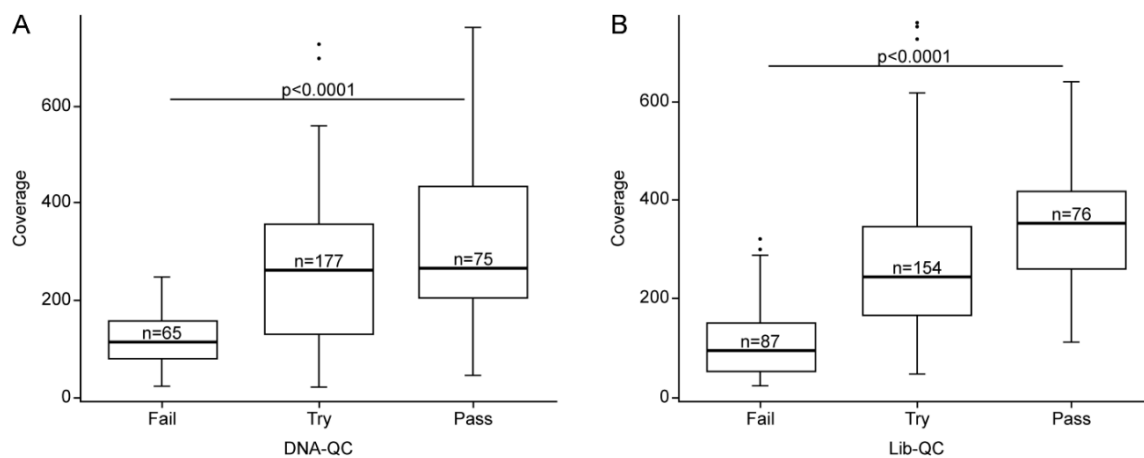 A
p<0.0001
600
400
200
0
Coverage
n=65
n=177
n=75
Fail
Try
Pass
DNA-QC
B
p<0.0001
600
400
200
0
Coverage
n=87
n=154
n=76
Fail
Try
Pass
Lib-QC